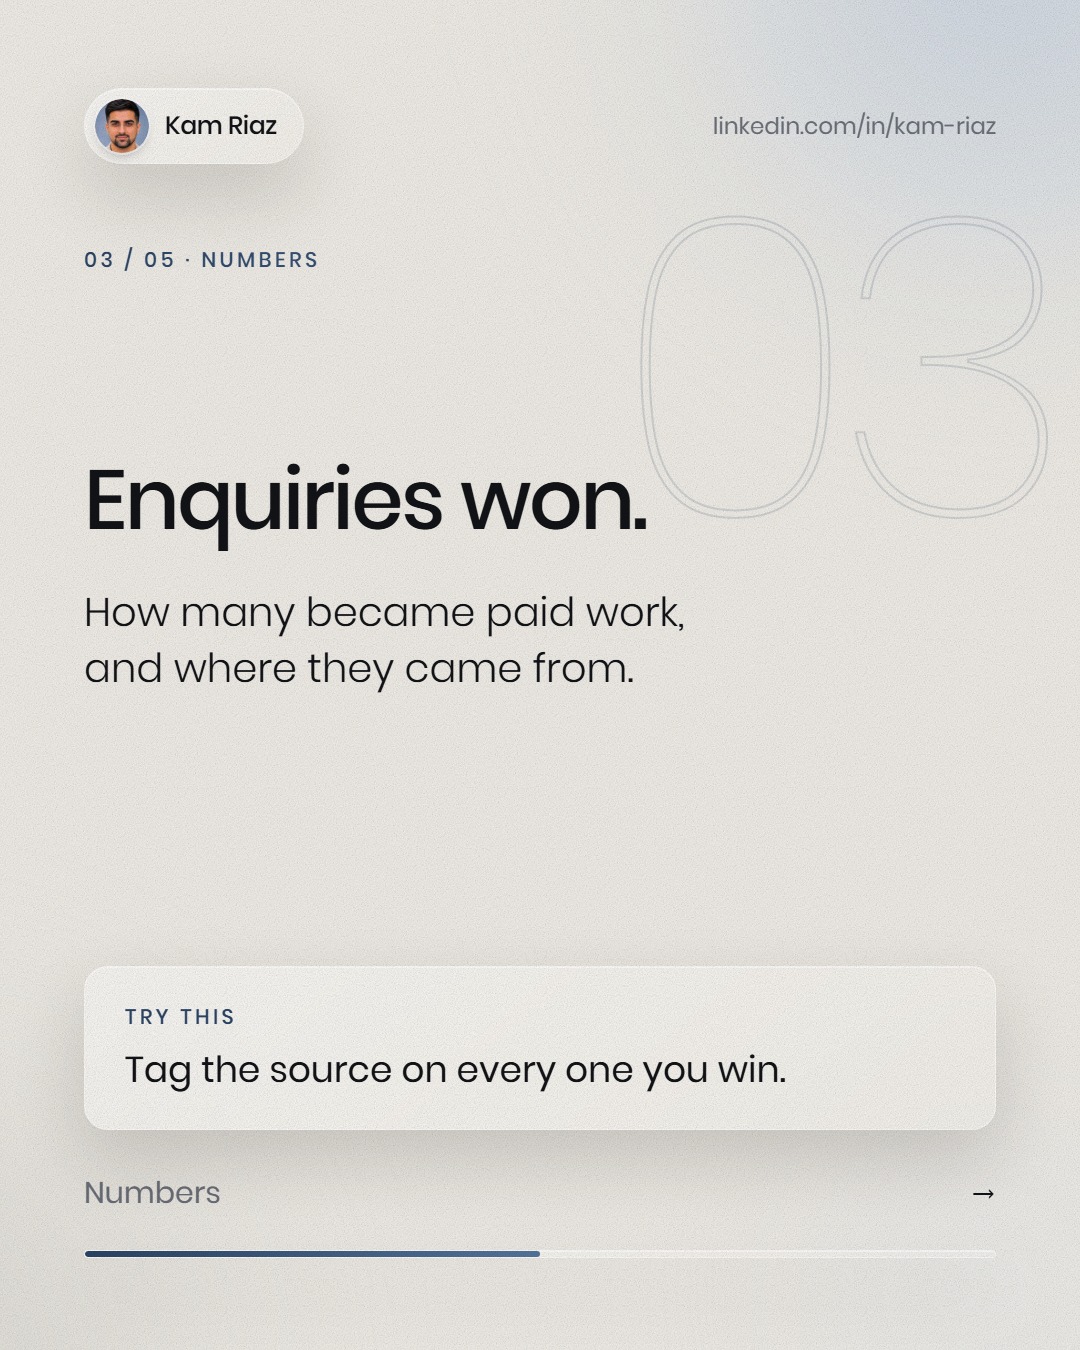 Kam Riaz
linkedin.com/in/kam-riaz
03 / 05 · NUMBERS
03
Enquiries won.
How many became paid work,
and where they came from.
TRY THIS
Tag the source on every one you win.
Numbers →